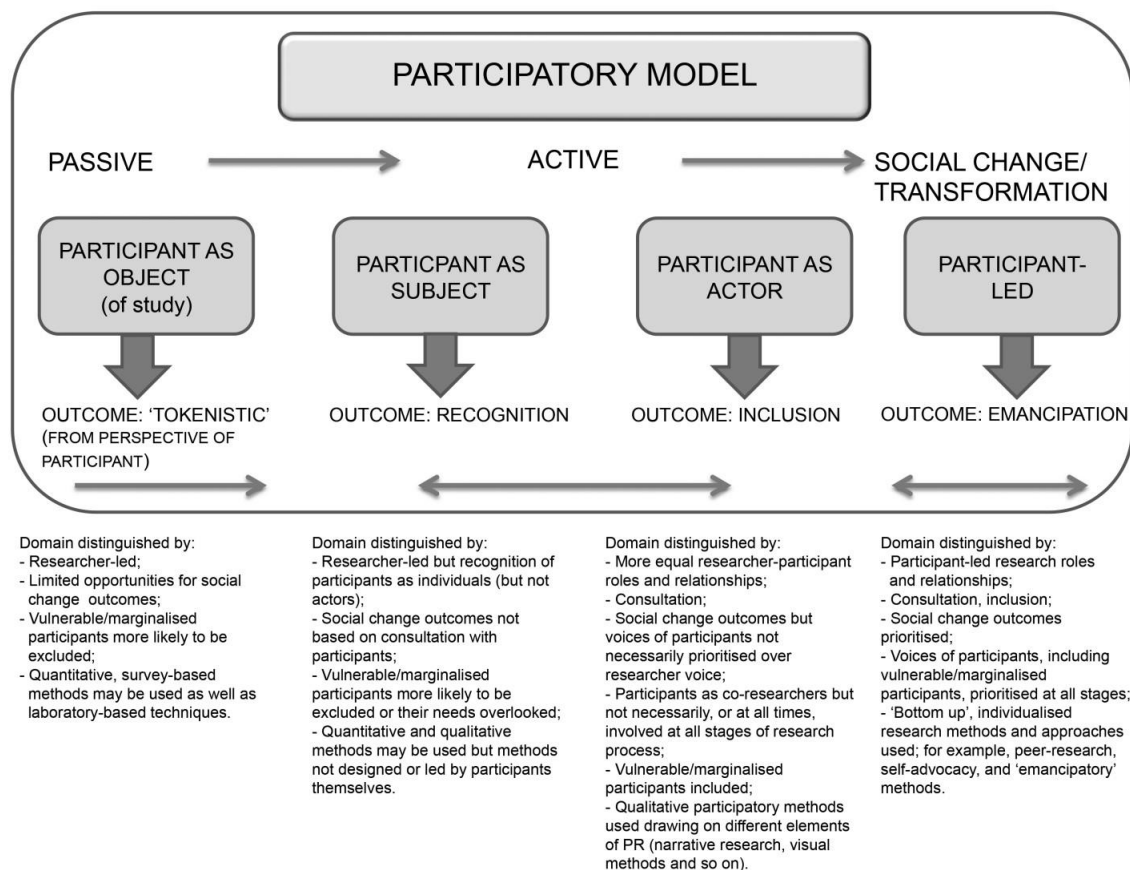 PARTICIPATORY MODEL
PASSIVE
ACTIVE
SOCIAL CHANGE/
TRANSFORMATION
PARTICIPANT AS
OBJECT
(of study)
PARTICPANT AS
SUBJECT
PARTICIPANT AS
ACTOR
PARTICIPANT-
LED
OUTCOME: ‘TOKENISTIC’
(FROM PERSPECTIVE OF
PARTICIPANT)
OUTCOME: RECOGNITION
OUTCOME: INCLUSION
OUTCOME: EMANCIPATION
Domain distinguished by:
- Researcher-led;
- Limited opportunities for social
change outcomes;
- Vulnerable/marginalised
participants more likely to be
excluded;
- Quantitative, survey-based
methods may be used as well as
laboratory-based techniques.
Domain distinguished by:
- Researcher-led but recognition of
participants as individuals (but not
actors);
- Social change outcomes not
based on consultation with
participants;
- Vulnerable/marginalised
participants more likely to be
excluded or their needs overlooked;
- Quantitative and qualitative
methods may be used but methods
not designed or led by participants
themselves.
Domain distinguished by:
- More equal researcher-participant
roles and relationships;
- Consultation;
- Social change outcomes but
voices of participants not
necessarily prioritised over
researcher voice;
- Participants as co-researchers but
not necessarily, or at all times,
involved at all stages of research
process;
- Vulnerable/marginalised
participants included;
- Qualitative participatory methods
used drawing on different elements
of PR (narrative research, visual
methods and so on).
Domain distinguished by:
- Participant-led research roles
and relationships;
- Consultation, inclusion;
- Social change outcomes
prioritised;
- Voices of participants, including
vulnerable/marginalised
participants, prioritised at all stages;
- ‘Bottom up’, individualised
research methods and approaches
used; for example, peer-research,
self-advocacy, and ‘emancipatory’
methods.